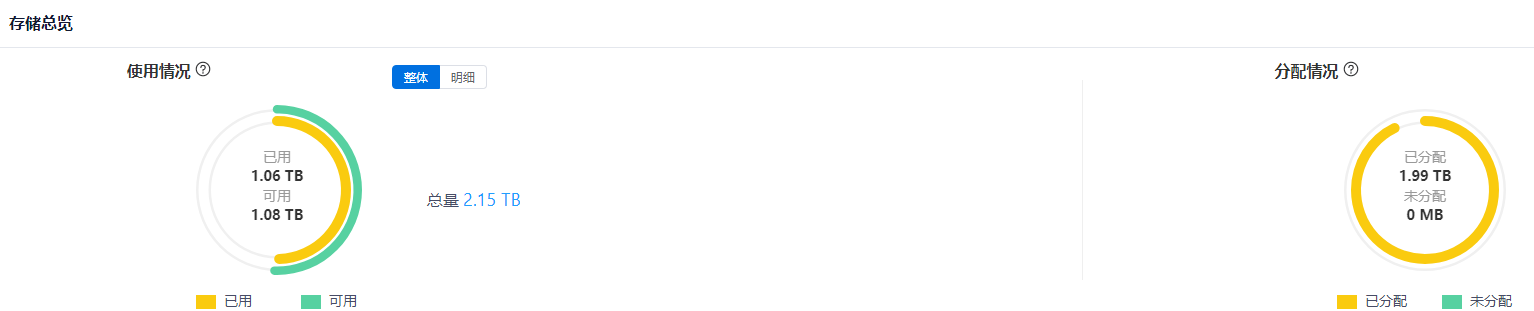 存储总览
使用情况
整体 明细
已用
1.06 TB
可用
1.08 TB
总量 2.15 TB
已用 可用
分配情况
已分配
1.99 TB
未分配
0 MB
已分配 未分配